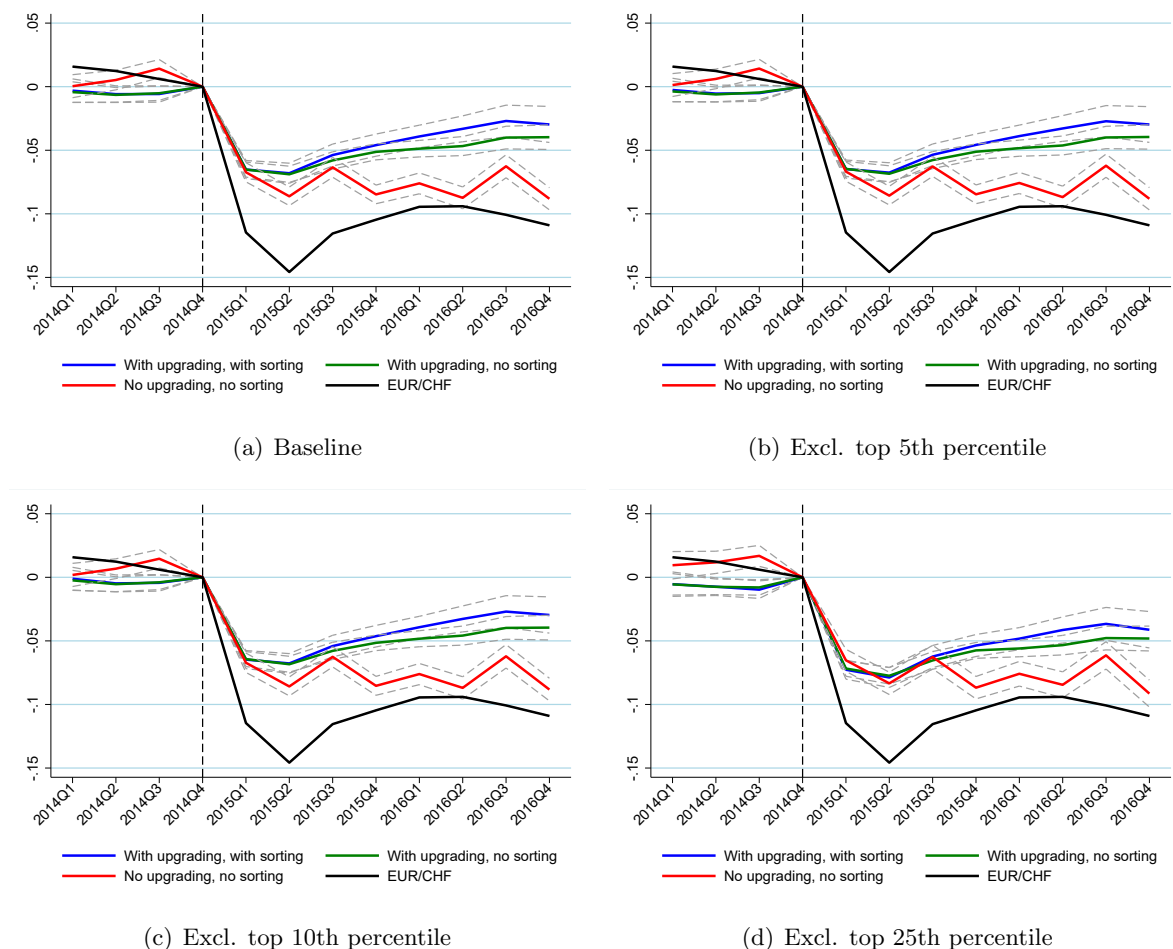 .05
0
-.05
-.1
-.15
2014Q1 2014Q2 2014Q3 2014Q4 2015Q1 2015Q2 2015Q3 2015Q4 2016Q1 2016Q2 2016Q3 2016Q4
With upgrading, with sorting With upgrading, no sorting
No upgrading, no sorting EUR/CHF
(a) Baseline
.05
0
-.05
-.1
-.15
2014Q1 2014Q2 2014Q3 2014Q4 2015Q1 2015Q2 2015Q3 2015Q4 2016Q1 2016Q2 2016Q3 2016Q4
With upgrading, with sorting With upgrading, no sorting
No upgrading, no sorting EUR/CHF
(b) Excl. top 5th percentile
.05
0
-.05
-.1
-.15
2014Q1 2014Q2 2014Q3 2014Q4 2015Q1 2015Q2 2015Q3 2015Q4 2016Q1 2016Q2 2016Q3 2016Q4
With upgrading, with sorting With upgrading, no sorting
No upgrading, no sorting EUR/CHF
(c) Excl. top 10th percentile
.05
0
-.05
-.1
-.15
2014Q1 2014Q2 2014Q3 2014Q4 2015Q1 2015Q2 2015Q3 2015Q4 2016Q1 2016Q2 2016Q3 2016Q4
With upgrading, with sorting With upgrading, no sorting
No upgrading, no sorting EUR/CHF
(d) Excl. top 25th percentile